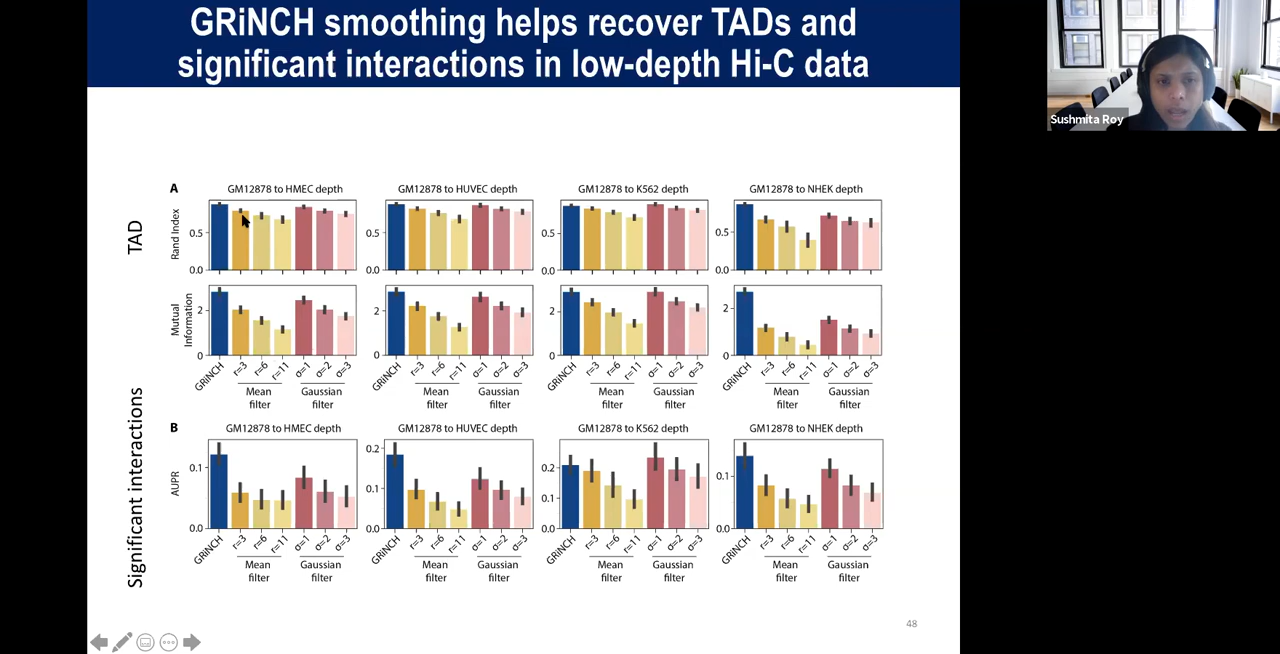 GRiNCH smoothing helps recover TADs and
significant interactions in low-depth Hi-C data
Sushmita Roy
TAD
A
GM12878 to HMEC depth
GM12878 to HUVEC depth
GM12878 to K562 depth
GM12878 to NHEK depth
Rand Index
0.5
0.0
0.5
0.0
0.5
0.0
0.5
0.0
Mutual
Information
2
0
2
0
2
0
2
0
GRiNCH r=3 r=6 r=11 σ=1 σ=2 σ=3
Mean
filter
Gaussian
filter
GRiNCH r=3 r=6 r=11 σ=1 σ=2 σ=3
Mean
filter
Gaussian
filter
GRiNCH r=3 r=6 r=11 σ=1 σ=2 σ=3
Mean
filter
Gaussian
filter
GRiNCH r=3 r=6 r=11 σ=1 σ=2 σ=3
Mean
filter
Gaussian
filter
Significant interactions
B
GM12878 to HMEC depth
GM12878 to HUVEC depth
GM12878 to K562 depth
GM12878 to NHEK depth
AUPR
0.1
0.0
0.2
0.1
0.0
0.2
0.1
0.0
0.1
0.0
GRiNCH r=3 r=6 r=11 σ=1 σ=2 σ=3
Mean
filter
Gaussian
filter
GRiNCH r=3 r=6 r=11 σ=1 σ=2 σ=3
Mean
filter
Gaussian
filter
GRiNCH r=3 r=6 r=11 σ=1 σ=2 σ=3
Mean
filter
Gaussian
filter
GRiNCH r=3 r=6 r=11 σ=1 σ=2 σ=3
Mean
filter
Gaussian
filter
48